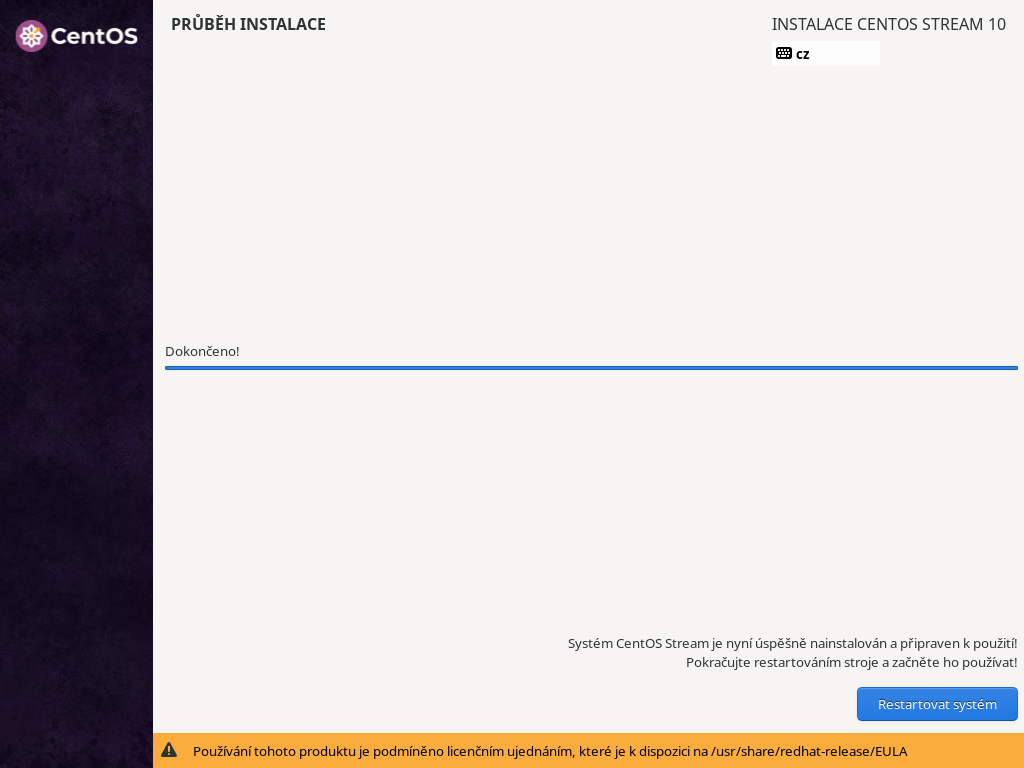 CentOS
PRŮBĚH INSTALACE
INSTALACE CENTOS STREAM 10
cz
Dokončeno!
Systém CentOS Stream je nyní úspěšně nainstalován a připraven k použití!
Pokračujte restartováním stroje a začněte ho používat!
Restartovat systém
Používání tohoto produktu je podmíněno licenčním ujednáním, které je k dispozici na /usr/share/redhat-release/EULA